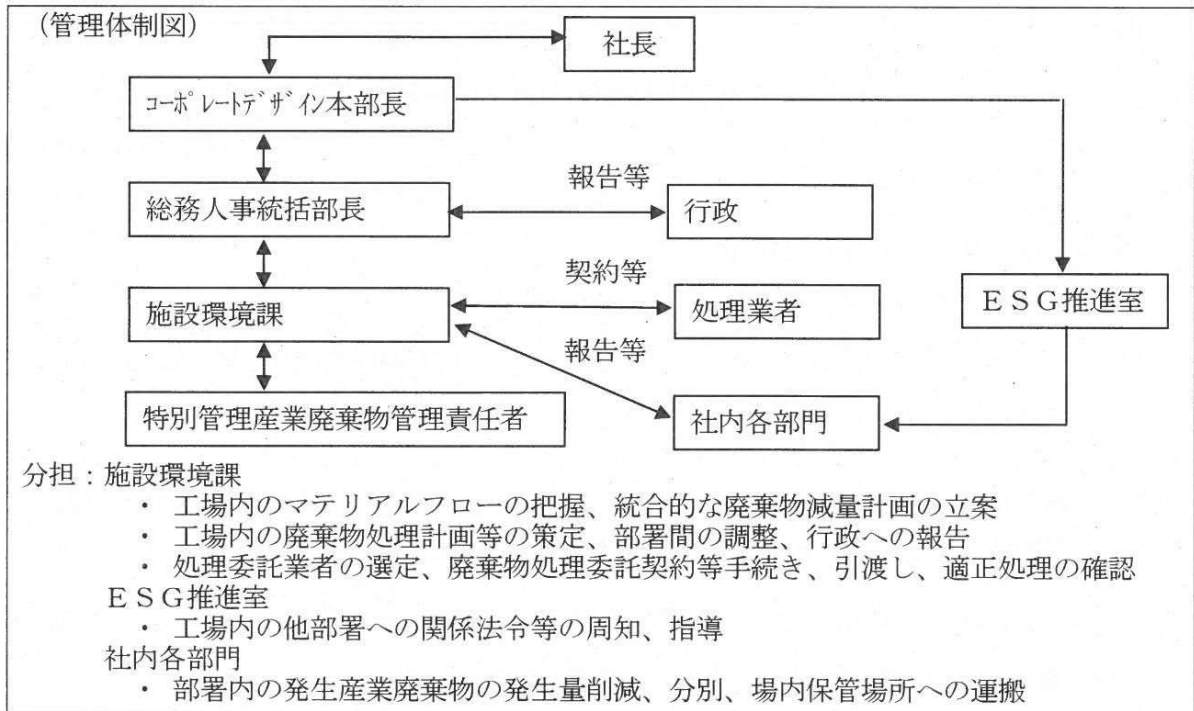 (管理体制図)
社長
コーポレートデザイン本部長
報告等
総務人事統括部長
行政
契約等
施設環境課
処理業者
ESG推進室
報告等
特別管理産業廃棄物管理責任者
社内各部門
分担:施設環境課
・ 工場内のマテリアルフローの把握、統合的な廃棄物減量計画の立案
・ 工場内の廃棄物処理計画等の策定、部署間の調整、行政への報告
・ 処理委託業者の選定、廃棄物処理委託契約等手続き、引渡し、適正処理の確認
ESG推進室
・ 工場内の他部署への関係法令等の周知、指導
社内各部門
・ 部署内の発生産業廃棄物の発生量削減、分別、場内保管場所への運搬